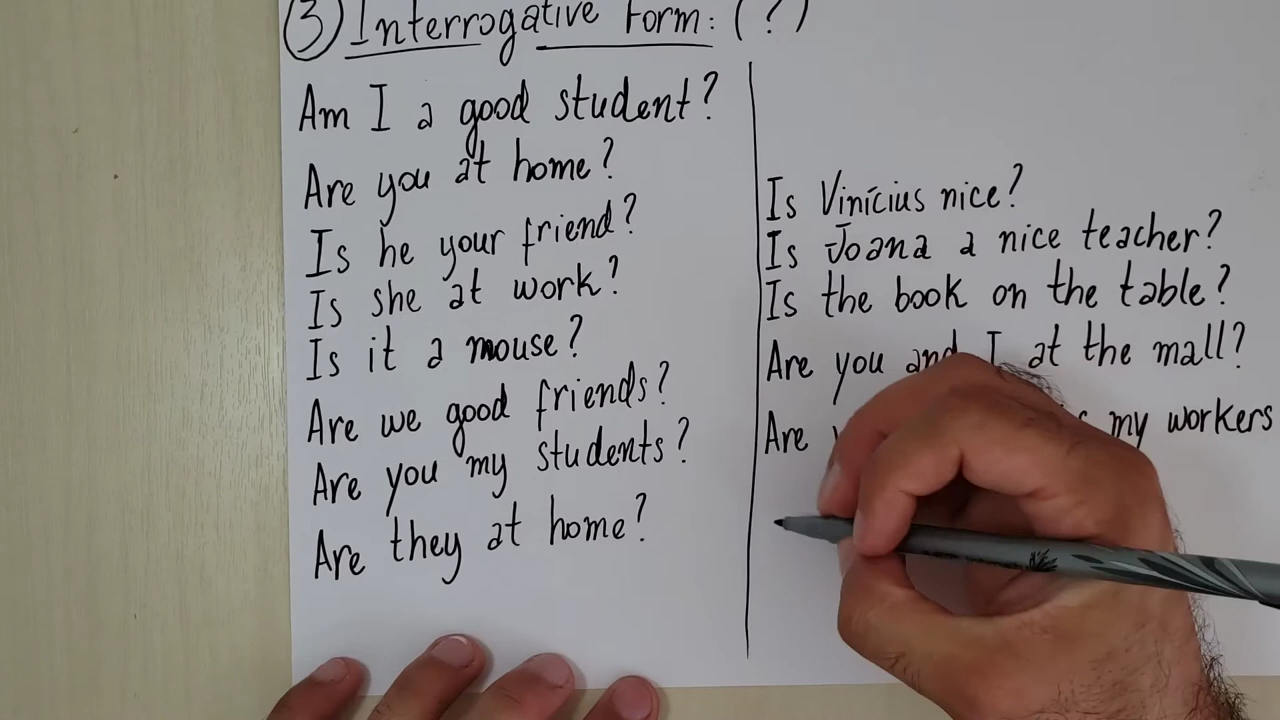 ③ Interrogative Form: (?)
Am I a good student?
Are you at home?
Is he your friend?
Is she at work?
Is it a mouse?
Are we good friends?
Are you my students?
Are they at home?
Is Vinícius nice?
Is Joana a nice teacher?
Is the book on the table?
Are you and I at the mall?
Are my workers